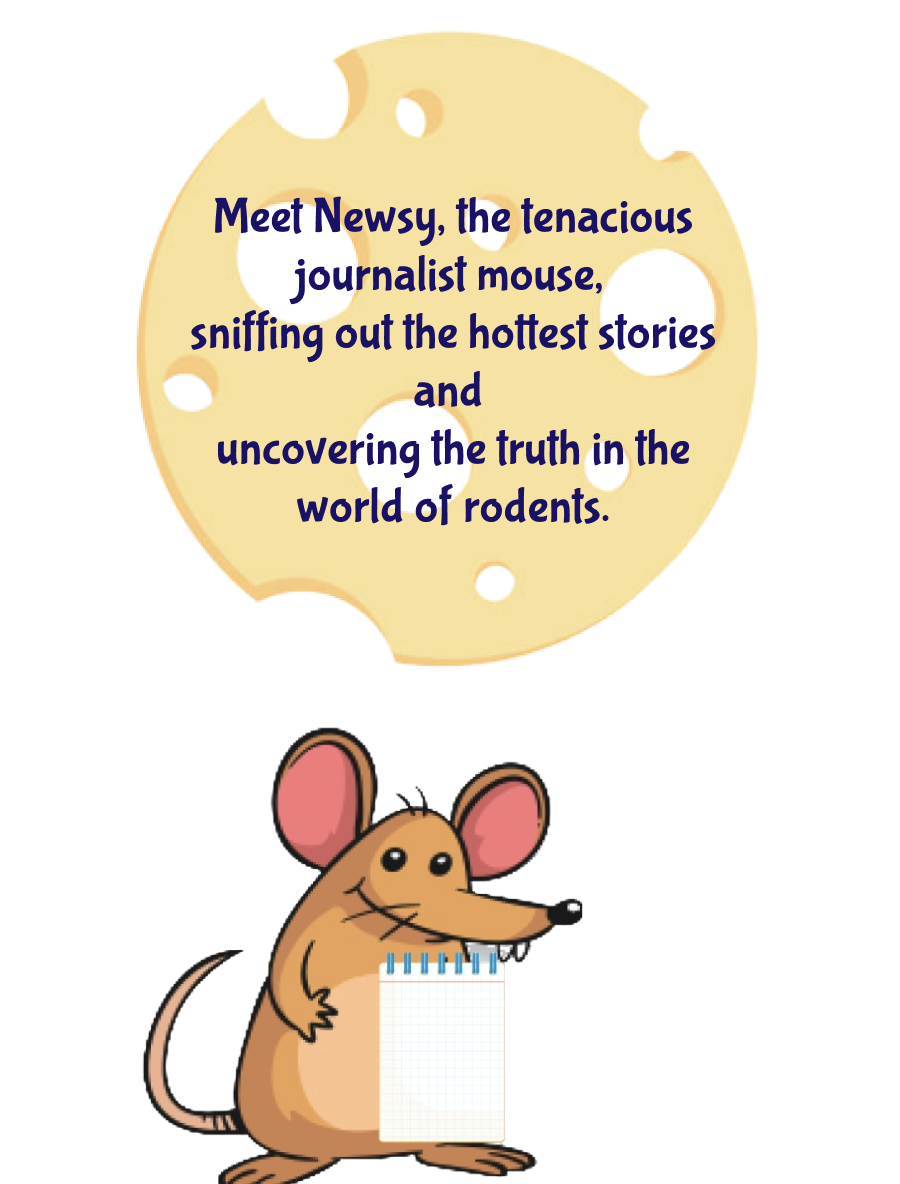 Meet Newsy, the tenacious
journalist mouse,
sniffing out the hottest stories
and
uncovering the truth in the
world of rodents.